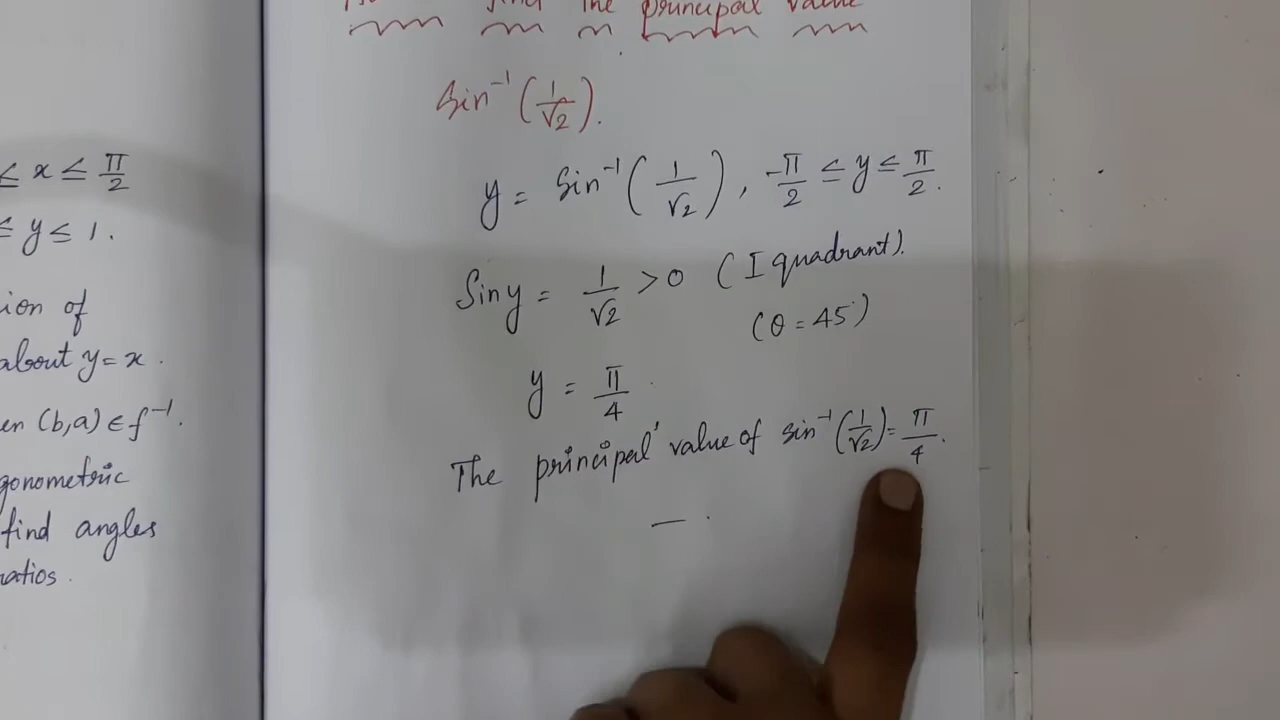 ≤ x ≤ π/2
≤ y ≤ 1.
ion of
about y = x.
en (b,a) ∈ f⁻¹.
gonometric
find angles
ratios.
find the principal value
Sin⁻¹ (1/√2).
y = Sin⁻¹ (1/√2), -π/2 ≤ y ≤ π/2.
Sin y = 1/√2 > 0 (I quadrant).
(θ = 45°)
y = π/4
The principal value of sin⁻¹ (1/√2) = π/4.